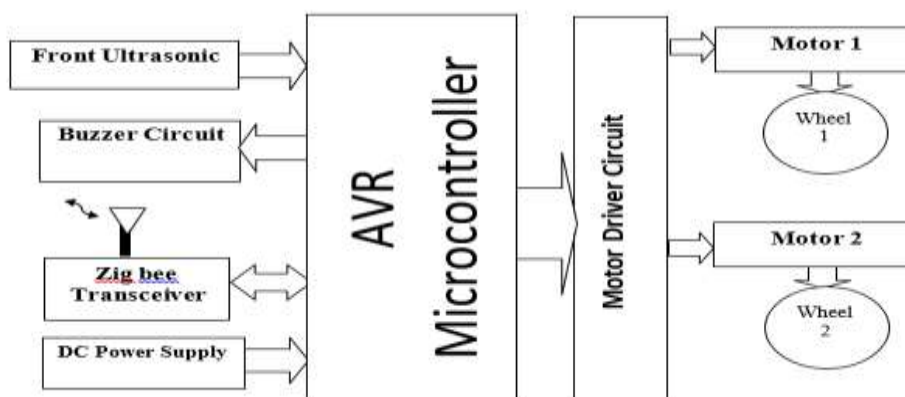 Front Ultrasonic
Buzzer Circuit
Zig bee
Transceiver
DC Power Supply
AVR
Microcontroller
Motor Driver Circuit
Motor 1
Wheel
1
Motor 2
Wheel
2